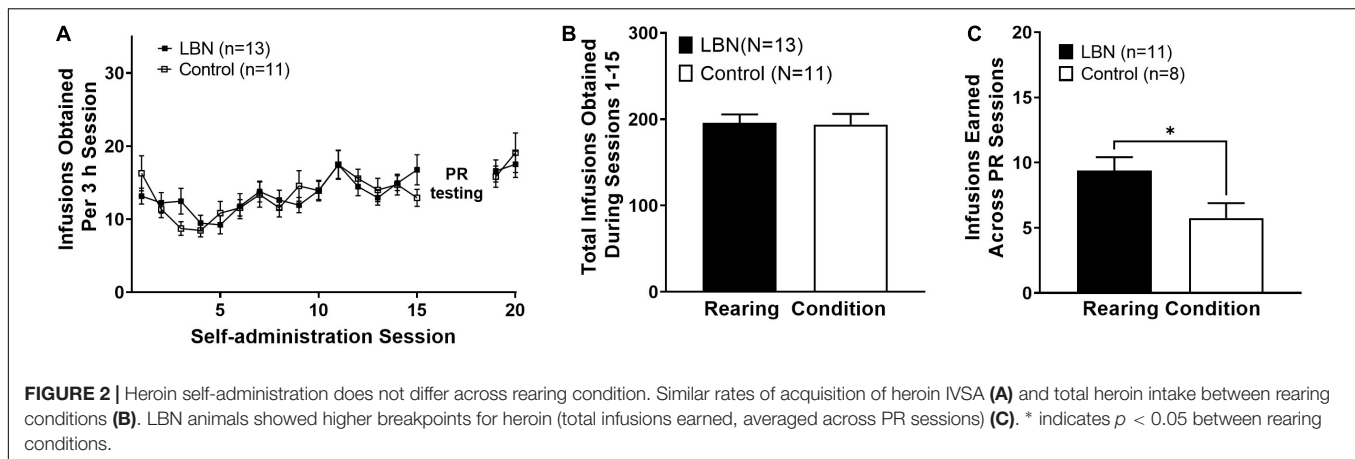 A
LBN (n=13)
Control (n=11)
Infusions Obtained
Per 3 h Session
30
20
10
0
PR
testing
5
10
15
20
Self-administration Session
B
LBN(N=13)
Control (N=11)
Total Infusions Obtained
During Sessions 1-15
300
200
100
0
Rearing Condition
C
LBN (n=11)
Control (n=8)
Infusions Earned
Across PR Sessions
20
15
10
5
0
*
Rearing Condition
FIGURE 2 | Heroin self-administration does not differ across rearing condition. Similar rates of acquisition of heroin IVSA (A) and total heroin intake between rearing
conditions (B). LBN animals showed higher breakpoints for heroin (total infusions earned, averaged across PR sessions) (C). * indicates p < 0.05 between rearing
conditions.